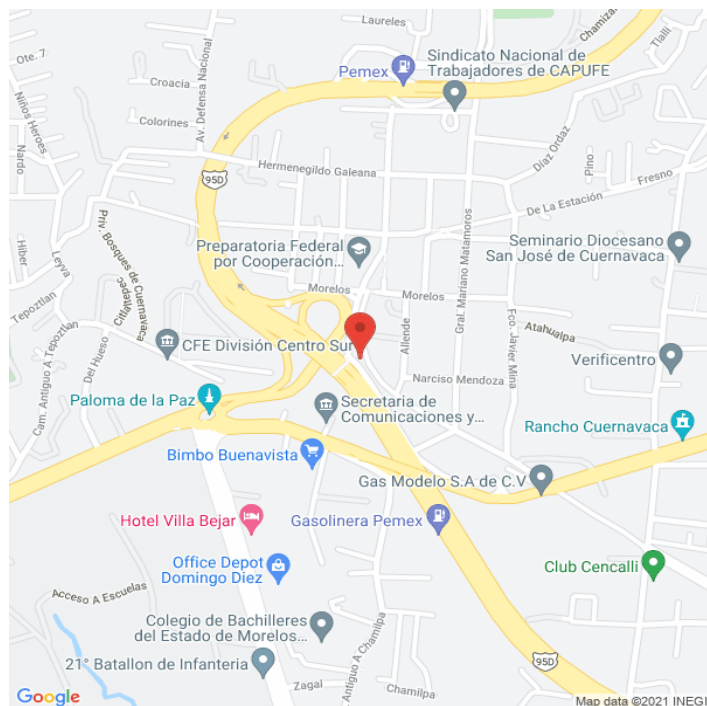 Laureles
Chamizal
Tlalli
Sindicato Nacional de
Trabajadores de CAPUFE
Pemex
Ote. 7
Croacia
Av. Defensa Nacional
Niños Heroes
Colorines
Nardo
Hermenegildo Galeana
Díaz Ordaz
Pino
95D
Fresno
De La Estación
Priv. Bosques de Cuernavaca
Gral. Mariano Matamoros
Híber
Leyva
Preparatoria Federal
por Cooperación...
Seminario Diocesano
San José de Cuernavaca
Citlaltepec
Morelos
Morelos
Tepoztlan
Allende
Fco. Javier Mina
Atahualpa
CFE División Centro Sur
Verificentro
Cam. Antiguo A Tepoztlan
Del Hueso
Narciso Mendoza
Paloma de la Paz
Secretaria de
Comunicaciones y...
Rancho Cuernavaca
Bimbo Buenavista
Gas Modelo S.A de C.V
Hotel Villa Bejar
Gasolinera Pemex
Office Depot
Domingo Diez
Club Cencalli
Acceso A Escuelas
Colegio de Bachilleres
del Estado de Morelos...
21° Batallon de Infanteria
Antiguo A Chamilpa
95D
Zagal
Chamilpa
Google
Map data ©2021 INEGI